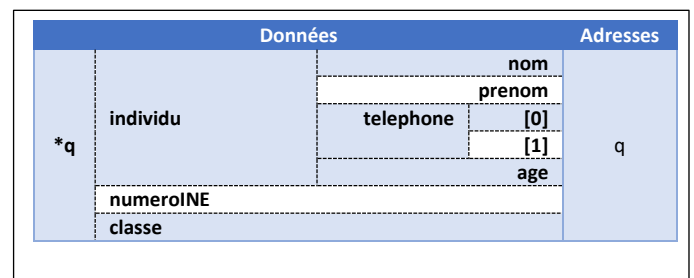 Données Adresses
nom
prenom
individu telephone [0]
*q [1] q
age
numeroINE
classe